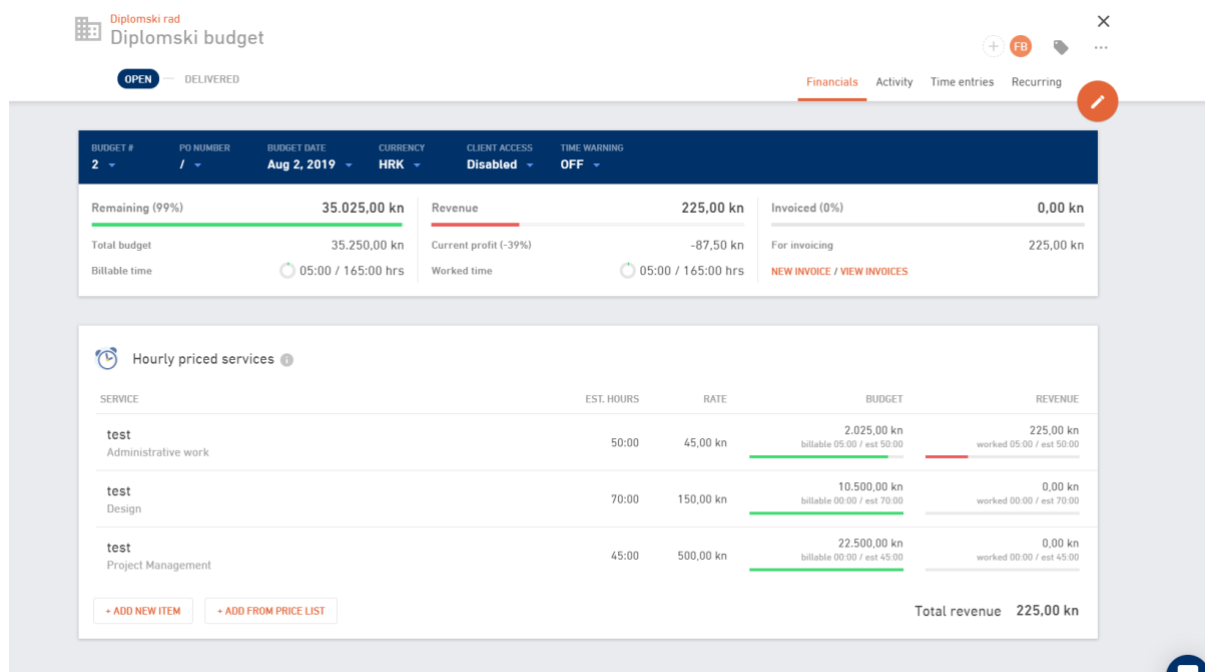 Diplomski rad
Diplomski budget
FB
OPEN DELIVERED
Financials Activity Time entries Recurring
BUDGET # PO NUMBER BUDGET DATE CURRENCY CLIENT ACCESS TIME WARNING
2 / Aug 2, 2019 HRK Disabled OFF
Remaining (99%) 35.025,00 kn Revenue 225,00 kn Invoiced (0%) 0,00 kn
Total budget 35.250,00 kn Current profit (-39%) -87,50 kn For invoicing 225,00 kn
Billable time 05:00 / 165:00 hrs Worked time 05:00 / 165:00 hrs NEW INVOICE / VIEW INVOICES
Hourly priced services
SERVICE EST. HOURS RATE BUDGET REVENUE
test 50:00 45,00 kn 2.025,00 kn 225,00 kn
Administrative work billable 05:00 / est 50:00 worked 05:00 / est 50:00
test 70:00 150,00 kn 10.500,00 kn 0,00 kn
Design billable 00:00 / est 70:00 worked 00:00 / est 70:00
test 45:00 500,00 kn 22.500,00 kn 0,00 kn
Project Management billable 00:00 / est 45:00 worked 00:00 / est 45:00
+ ADD NEW ITEM + ADD FROM PRICE LIST Total revenue 225,00 kn